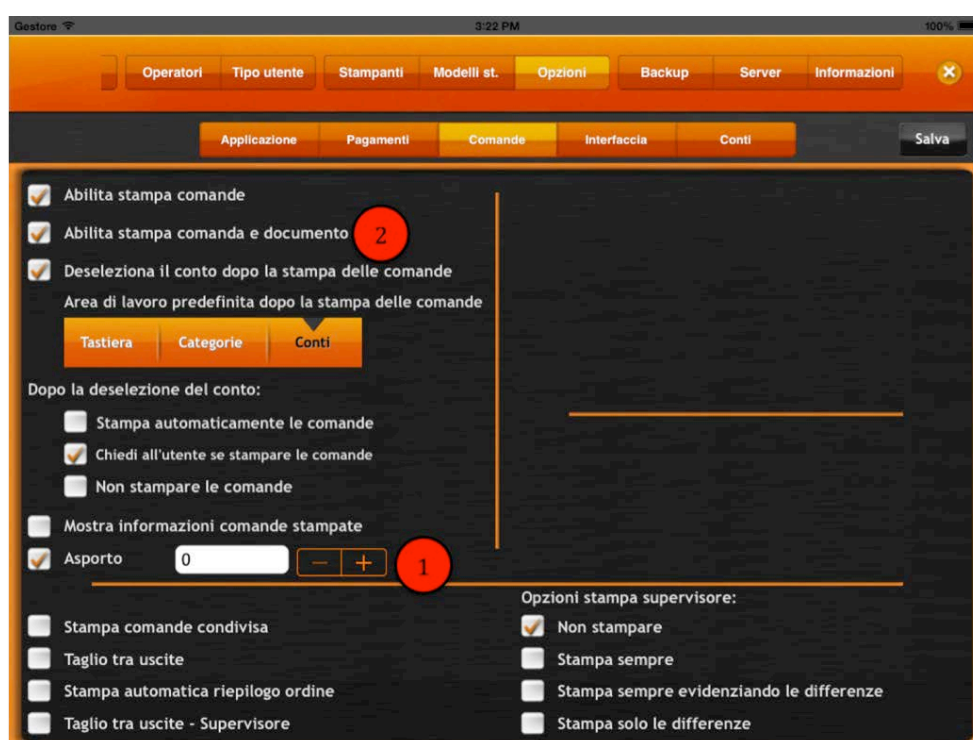 Gestore 3:22 PM 100%
Operatori Tipo utente Stampanti Modelli st. Opzioni Backup Server Informazioni
Applicazione Pagamenti Comande Interfaccia Conti Salva
Abilita stampa comande
Abilita stampa comanda e documento 2
Deseleziona il conto dopo la stampa delle comande
Area di lavoro predefinita dopo la stampa delle comande
Tastiera Categorie Conti
Dopo la deselezione del conto:
Stampa automaticamente le comande
Chiedi all'utente se stampare le comande
Non stampare le comande
Mostra informazioni comande stampate
Asporto 0 − + 1
Stampa comande condivisa
Taglio tra uscite
Stampa automatica riepilogo ordine
Taglio tra uscite - Supervisore
Opzioni stampa supervisore:
Non stampare
Stampa sempre
Stampa sempre evidenziando le differenze
Stampa solo le differenze